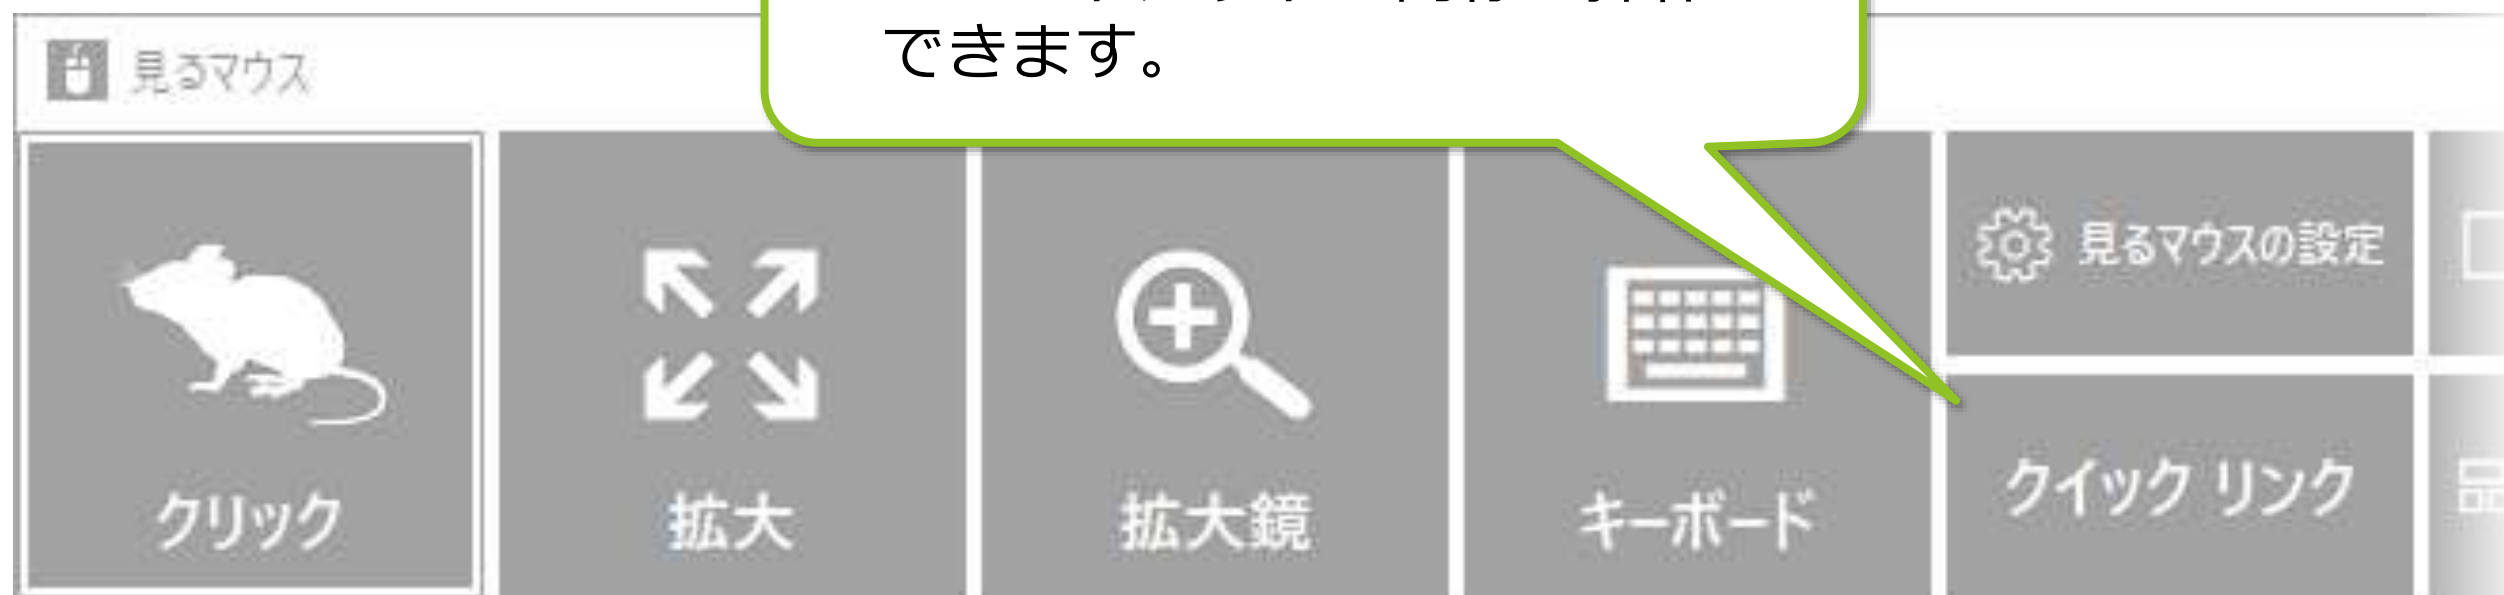 できます。
見るマウス
見るマウスの設定
クリック
拡大
拡大鏡
キーボード
クイック リンク